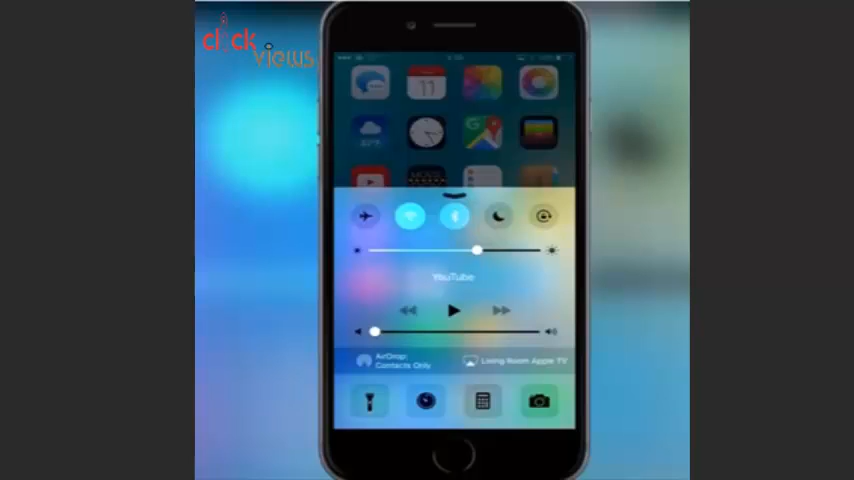 click
views
11
YouTube
AirDrop:
Contacts Only
Living Room Apple TV